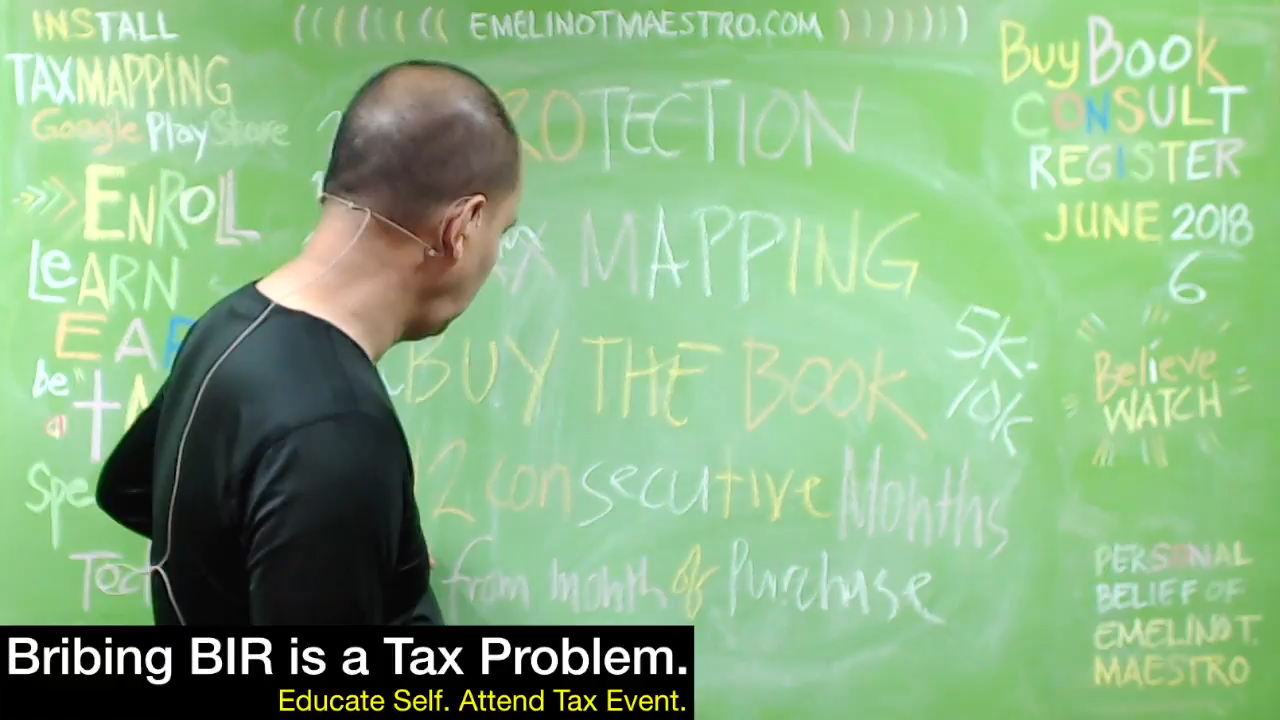 INSTALL
TAXMAPPING
Google Play Store
>>> ENROLL
LeARN
be
Spe
((((((( EMELINOTMAESTRO.COM )))))))
ROTECTION
MAPPING
BUY THE BOOK
5K.
10K
12 consecutive Months
from month of Purchase
BuyBook
CONSULT
REGISTER
JUNE 2018
6
Believe
WATCH
PERSONAL
BELIEF OF
EMELINO T.
MAESTRO
Bribing BIR is a Tax Problem.
Educate Self. Attend Tax Event.